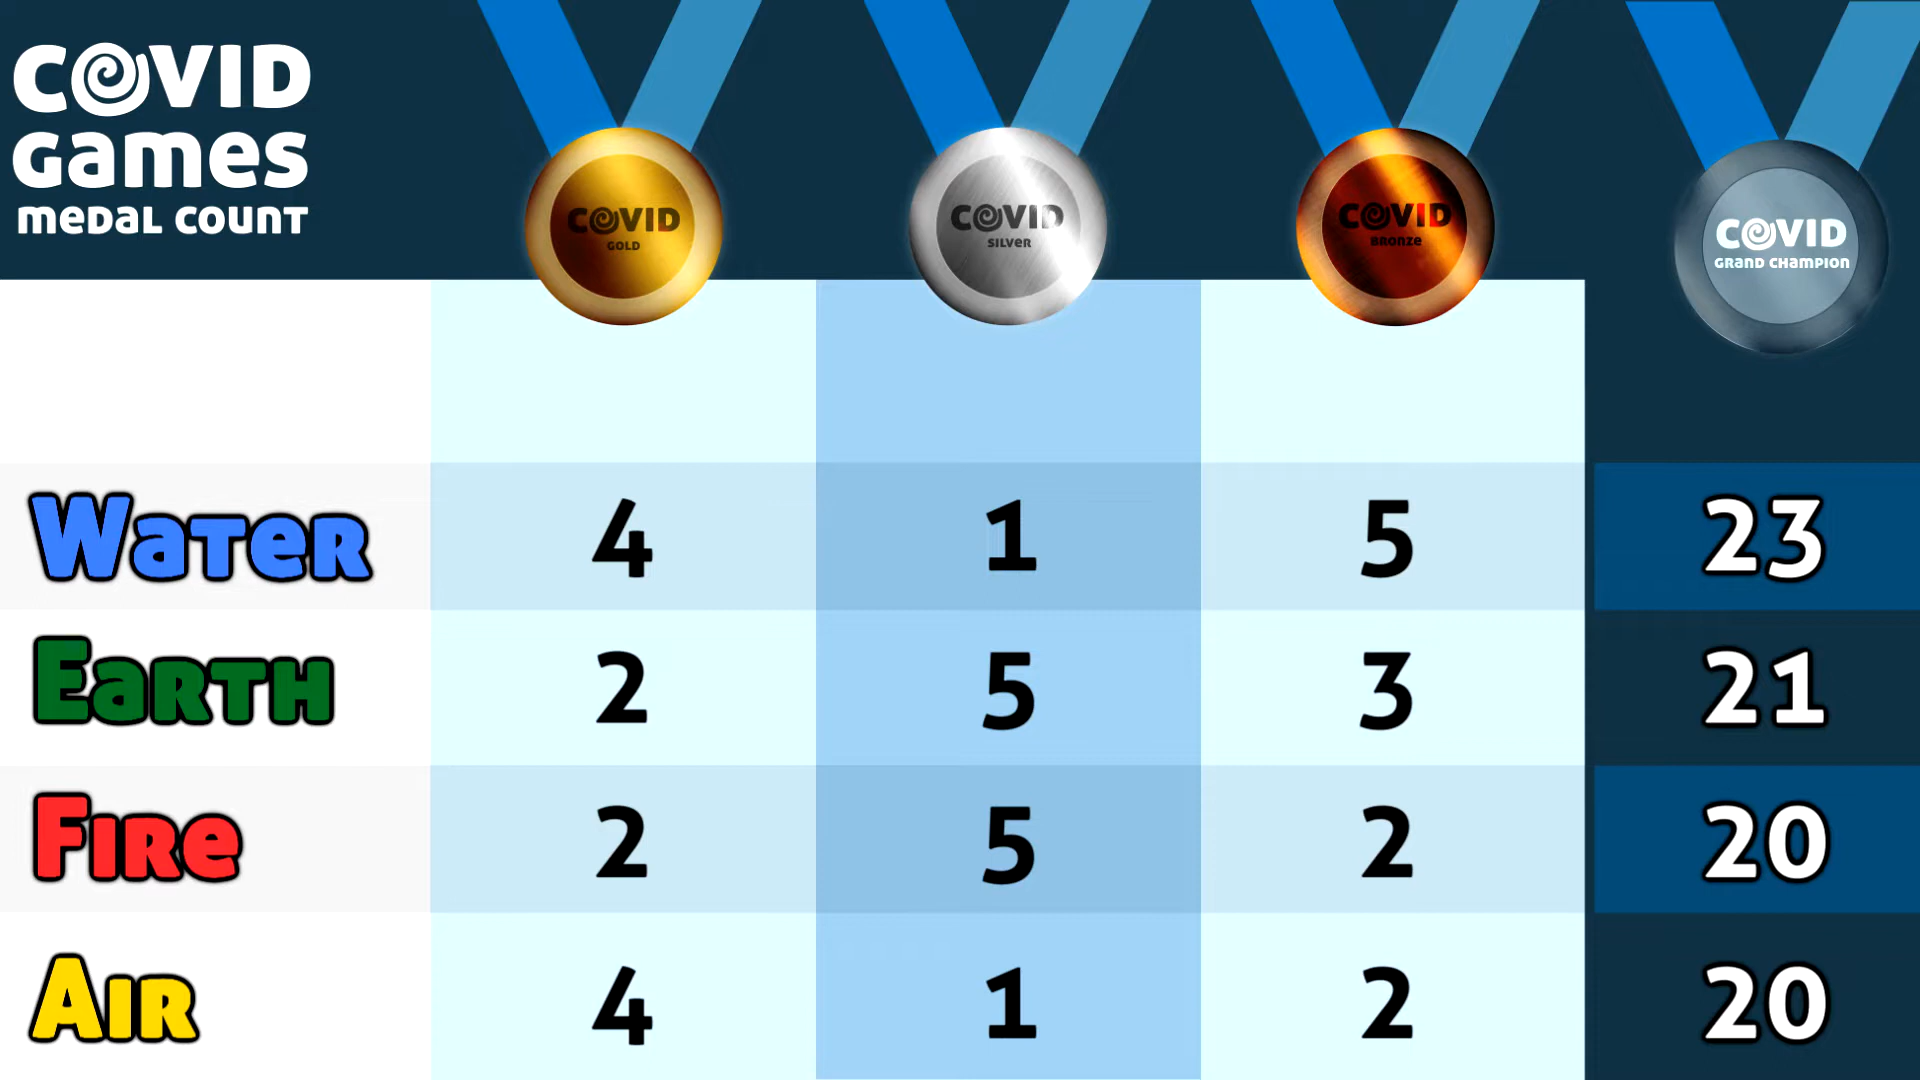 COVID
Games
medal count
COVID
GOLD
COVID
SILVER
COVID
BRONZE
COVID
GRAND CHAMPION
Water 4 1 5 23
Earth 2 5 3 21
Fire 2 5 2 20
Air 4 1 2 20